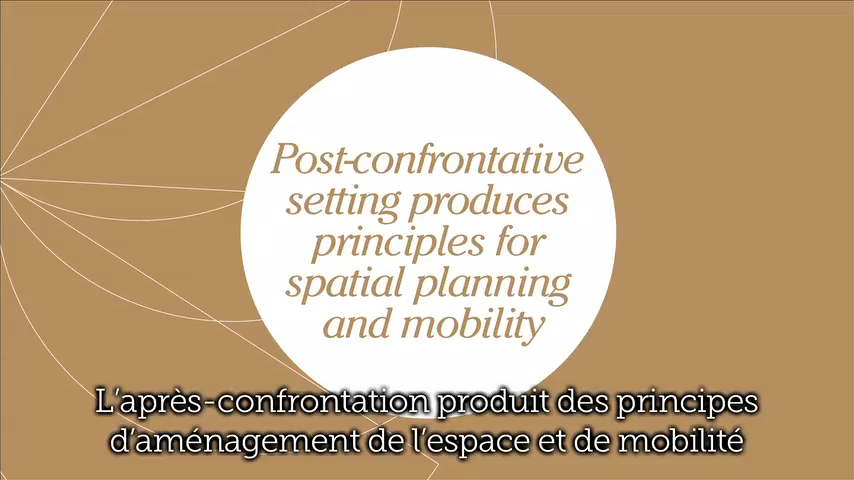 Post-confrontative
setting produces
principles for
spatial planning
and mobility
L'après-confrontation produit des principes
d'aménagement de l'espace et de mobilité